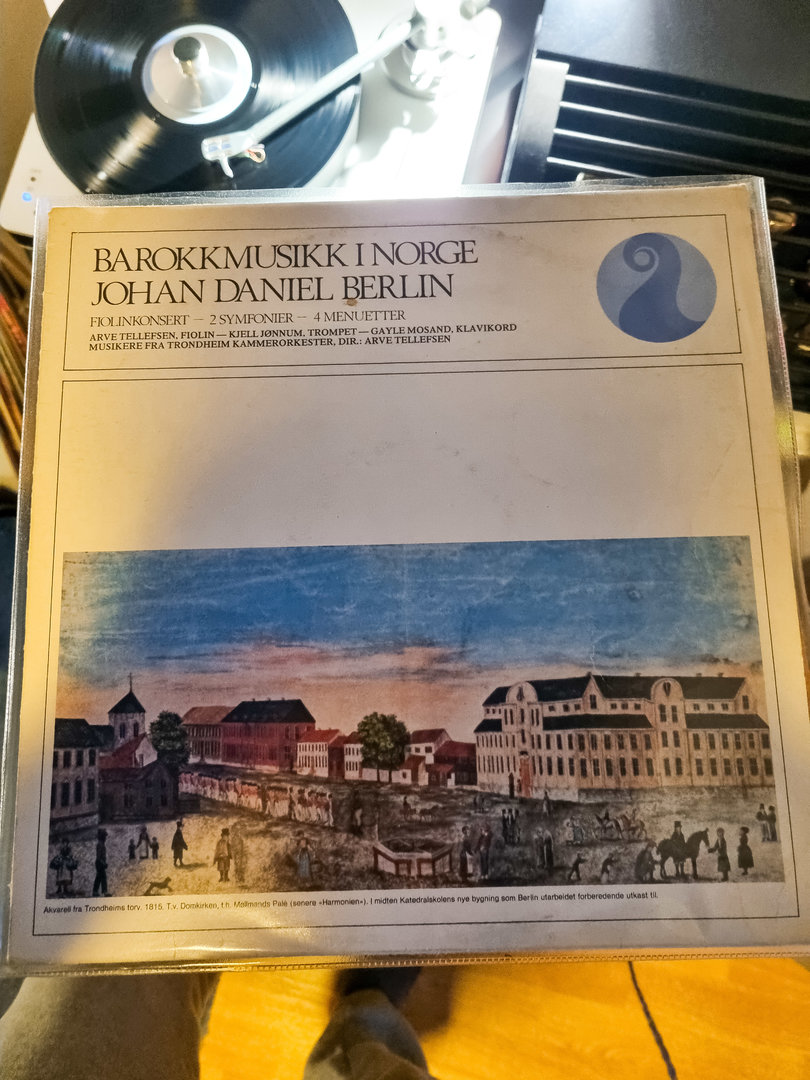 BAROKKMUSIKK I NORGE
JOHAN DANIEL BERLIN
FIOLINKONSERT — 2 SYMFONIER — 4 MENUETTER
ARVE TELLEFSEN, FIOLIN — KJELL JØNNUM, TROMPET — GAYLE MOSAND, KLAVIKORD
MUSIKERE FRA TRONDHEIM KAMMERORKESTER, DIR.: ARVE TELLEFSEN
Akvarell fra Trondheims torv, 1815. T.v. Domkirken, t.h. Møllmands Palé (senere «Harmonien»). I midten Katedralskolens nye bygning som Berlin utarbeidet forberedende utkast til.